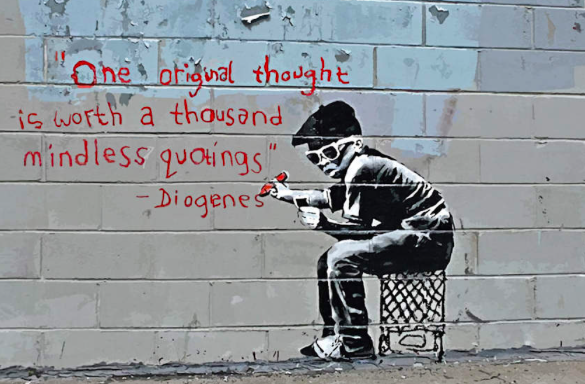 "One original thought
is worth a thousand
mindless quotings"
-Diogenes